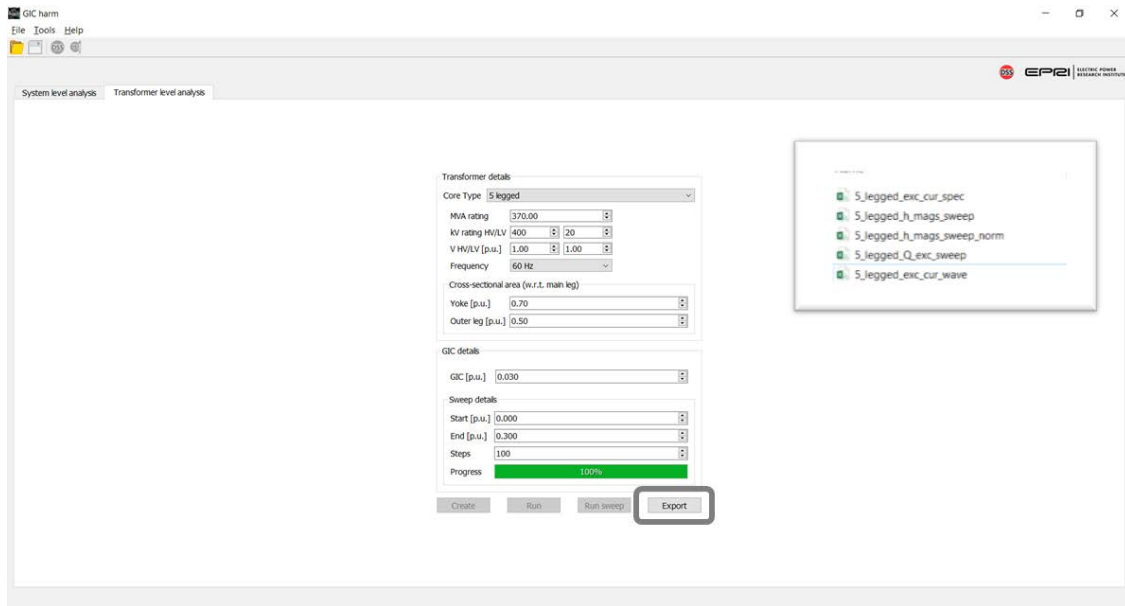 GIC harm
File Tools Help
DSS
DSS EPRI ELECTRIC POWER
RESEARCH INSTITUTE
System level analysis Transformer level analysis
Transformer details
Core Type 5 legged
MVA rating 370.00
kV rating HV/LV 400 20
V HV/LV [p.u.] 1.00 1.00
Frequency 60 Hz
Cross-sectional area (w.r.t. main leg)
Yoke [p.u.] 0.70
Outer leg [p.u.] 0.50
GIC details
GIC [p.u.] 0.030
Sweep details
Start [p.u.] 0.000
End [p.u.] 0.300
Steps 100
Progress 100%
Create Run Run sweep Export
5_legged_exc_cur_spec
5_legged_h_mags_sweep
5_legged_h_mags_sweep_norm
5_legged_Q_exc_sweep
5_legged_exc_cur_wave